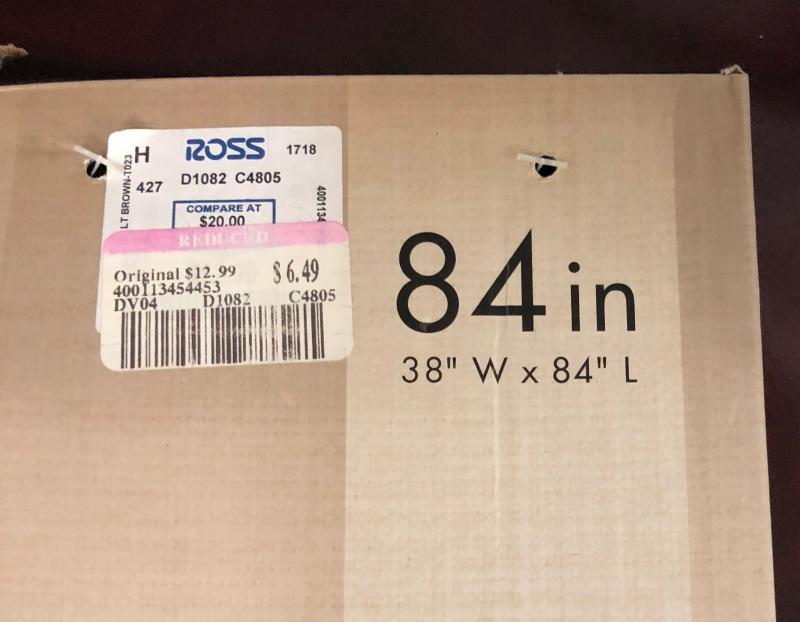 H ROSS 1718
427 D1082 C4805
LT BROWN-T023
COMPARE AT
$20.00
REDUCED
Original $12.99 $6.49
400113454453
DV04 D1082 C4805
84 in
38" W x 84" L